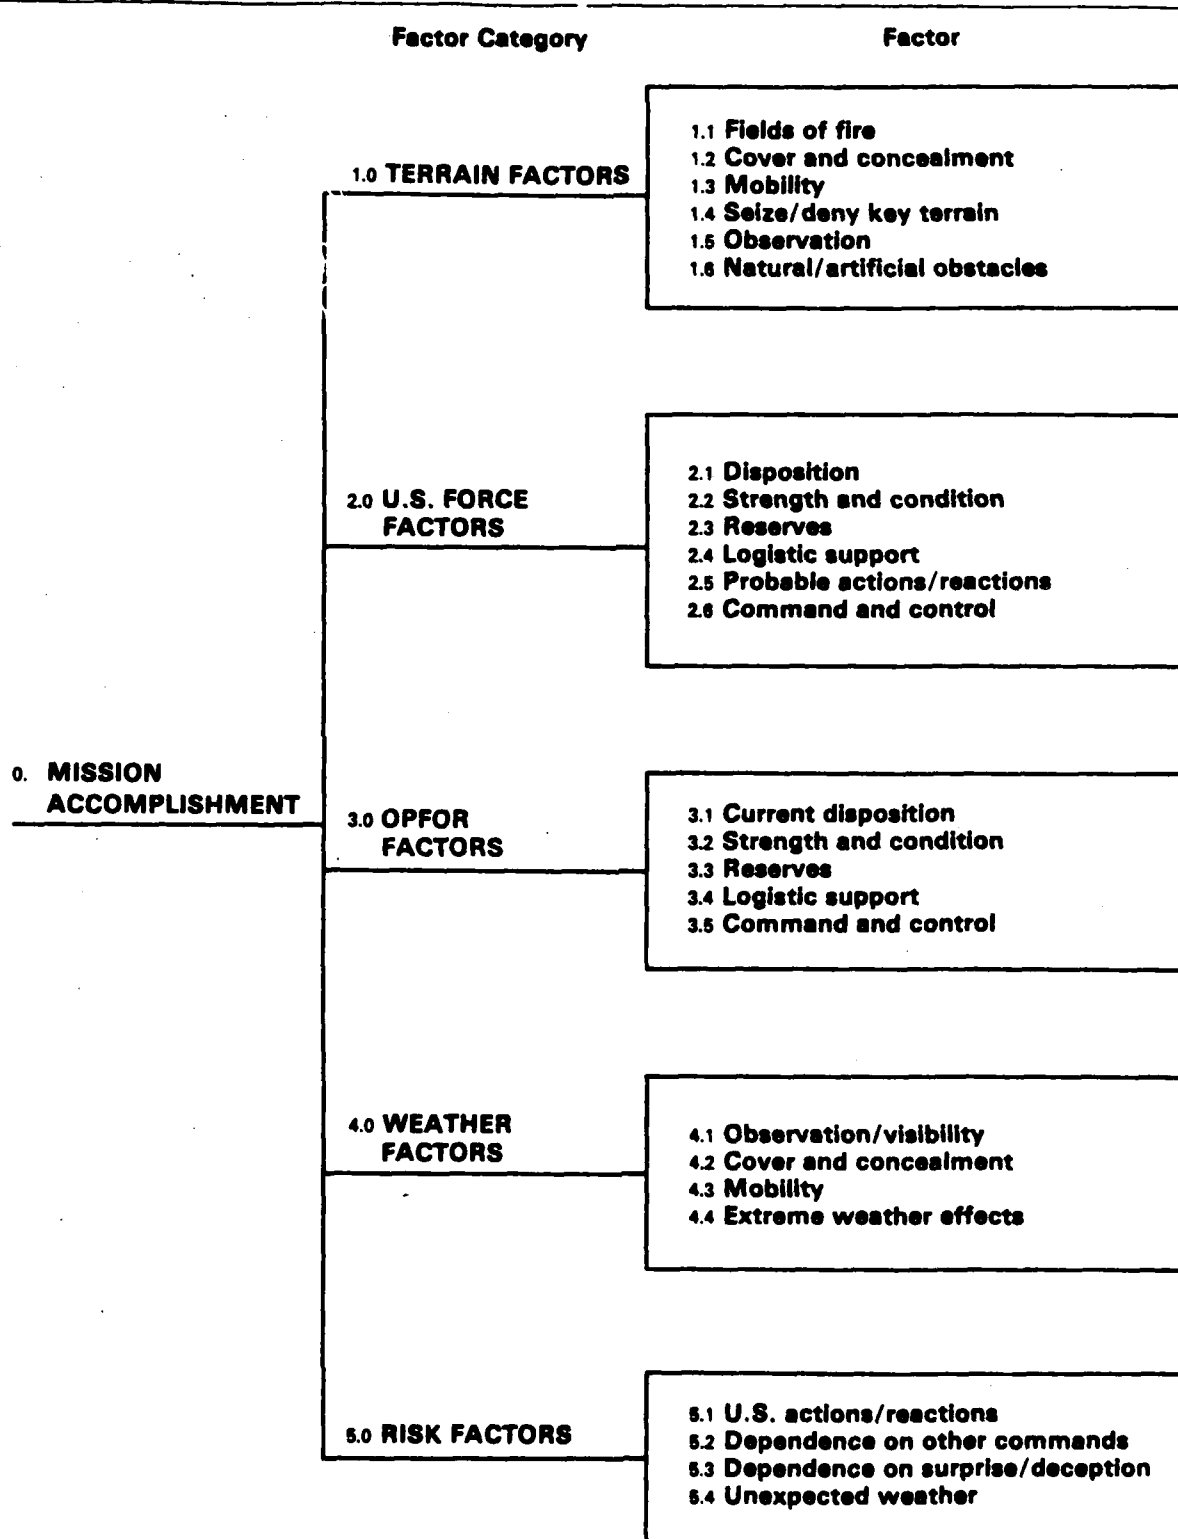 Factor Category
Factor
1.0 TERRAIN FACTORS
1.1 Fields of fire
1.2 Cover and concealment
1.3 Mobility
1.4 Seize/deny key terrain
1.5 Observation
1.6 Natural/artificial obstacles
2.0 U.S. FORCE
FACTORS
2.1 Disposition
2.2 Strength and condition
2.3 Reserves
2.4 Logistic support
2.5 Probable actions/reactions
2.6 Command and control
0. MISSION
ACCOMPLISHMENT
3.0 OPFOR
FACTORS
3.1 Current disposition
3.2 Strength and condition
3.3 Reserves
3.4 Logistic support
3.5 Command and control
4.0 WEATHER
FACTORS
4.1 Observation/visibility
4.2 Cover and concealment
4.3 Mobility
4.4 Extreme weather effects
5.0 RISK FACTORS
5.1 U.S. actions/reactions
5.2 Dependence on other commands
5.3 Dependence on surprise/deception
5.4 Unexpected weather